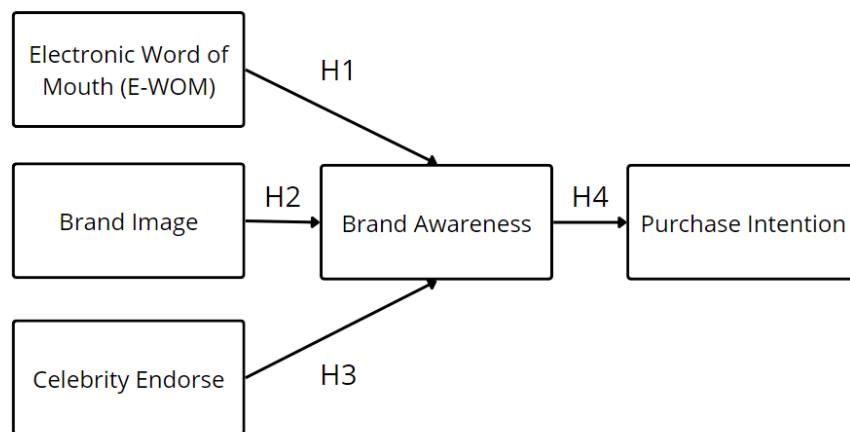 Electronic Word of
Mouth (E-WOM)
H1
Brand Image
H2
Brand Awareness
H4
Purchase Intention
Celebrity Endorse
H3